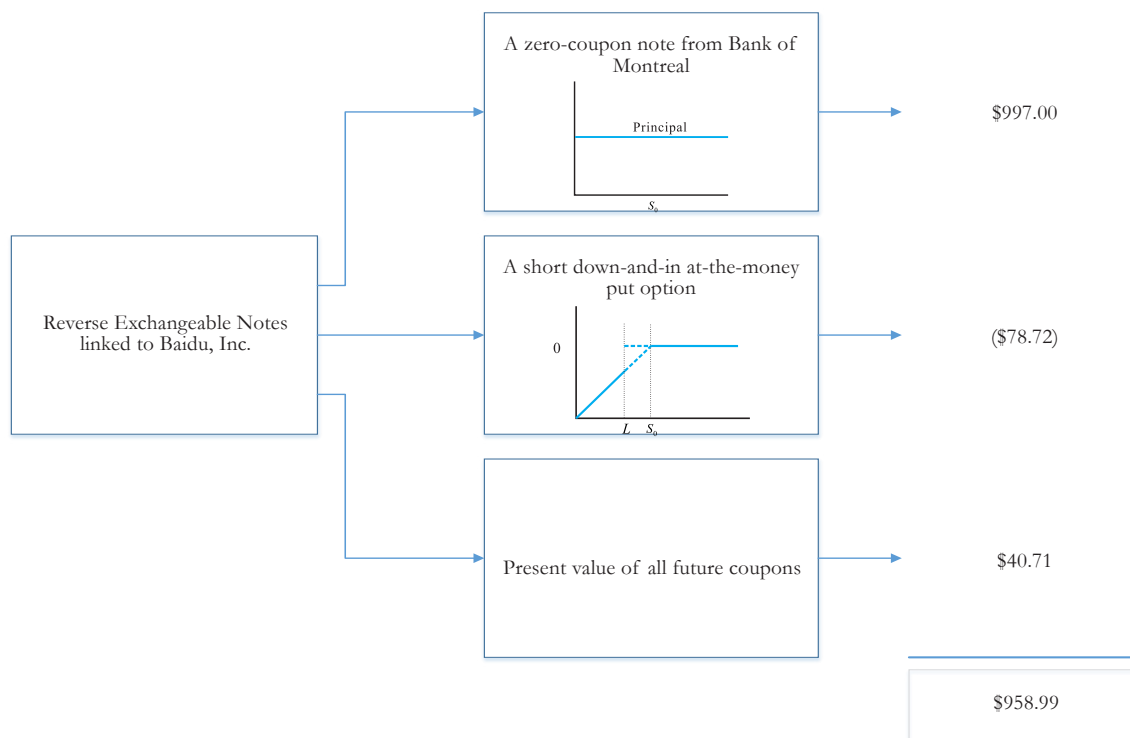 A zero-coupon note from Bank of
Montreal
Principal
S₀
$997.00
Reverse Exchangeable Notes
linked to Baidu, Inc.
A short down-and-in at-the-money
put option
0
L S₀
($78.72)
Present value of all future coupons
$40.71
$958.99